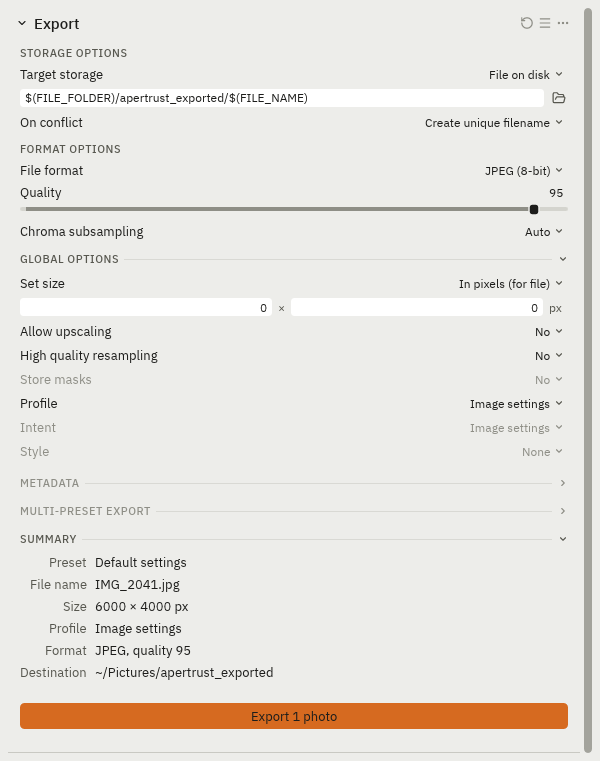 Export
STORAGE OPTIONS
Target storage File on disk
$(FILE_FOLDER)/apertrust_exported/$(FILE_NAME)
On conflict Create unique filename
FORMAT OPTIONS
File format JPEG (8-bit)
Quality 95
Chroma subsampling Auto
GLOBAL OPTIONS
Set size In pixels (for file)
0 × 0 px
Allow upscaling No
High quality resampling No
Store masks No
Profile Image settings
Intent Image settings
Style None
METADATA
MULTI-PRESET EXPORT
SUMMARY
Preset Default settings
File name IMG_2041.jpg
Size 6000 × 4000 px
Profile Image settings
Format JPEG, quality 95
Destination ~/Pictures/apertrust_exported
Export 1 photo